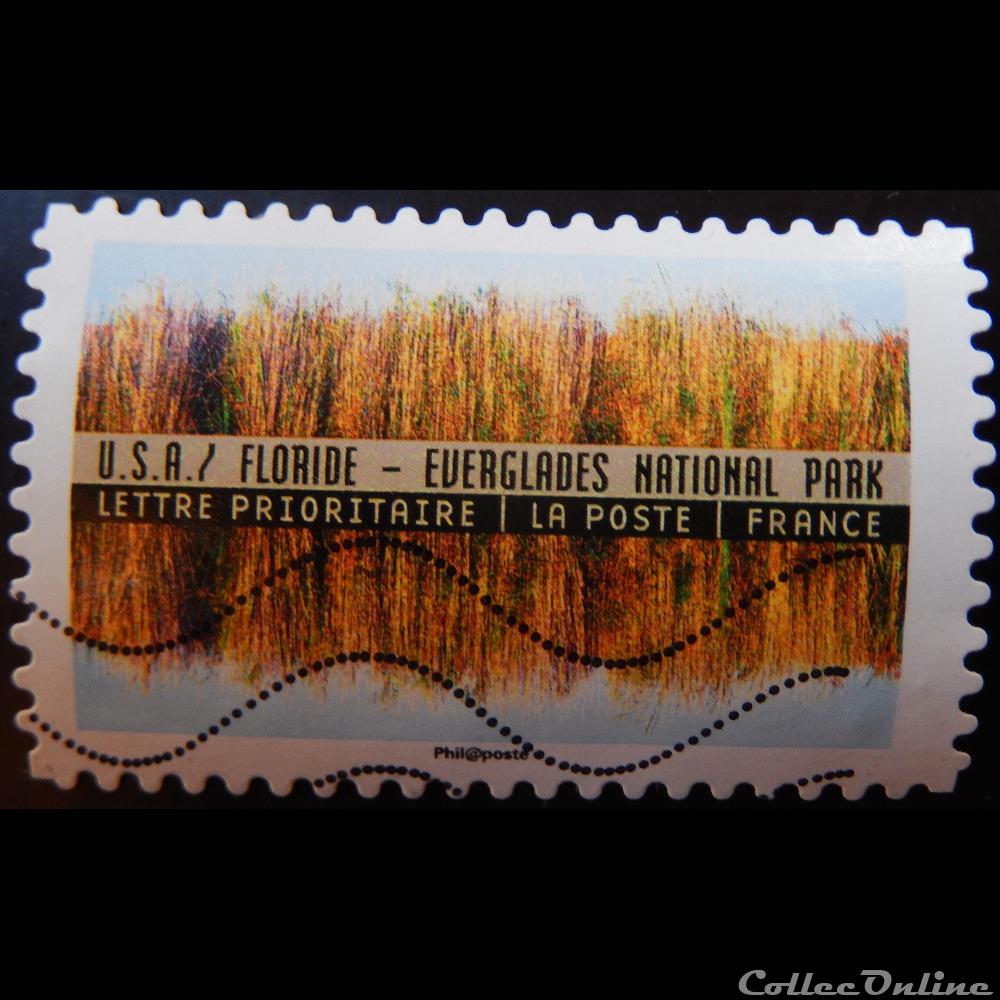 U.S.A./ FLORIDE – EVERGLADES NATIONAL PARK
LETTRE PRIORITAIRE | LA POSTE | FRANCE
Phil@poste
CollecOnline